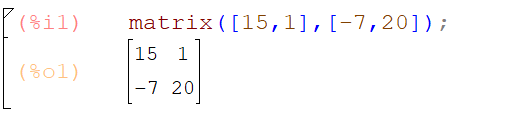 (%i1) matrix([15,1],[−7,20]);
(%o1)
15 1
−7 20